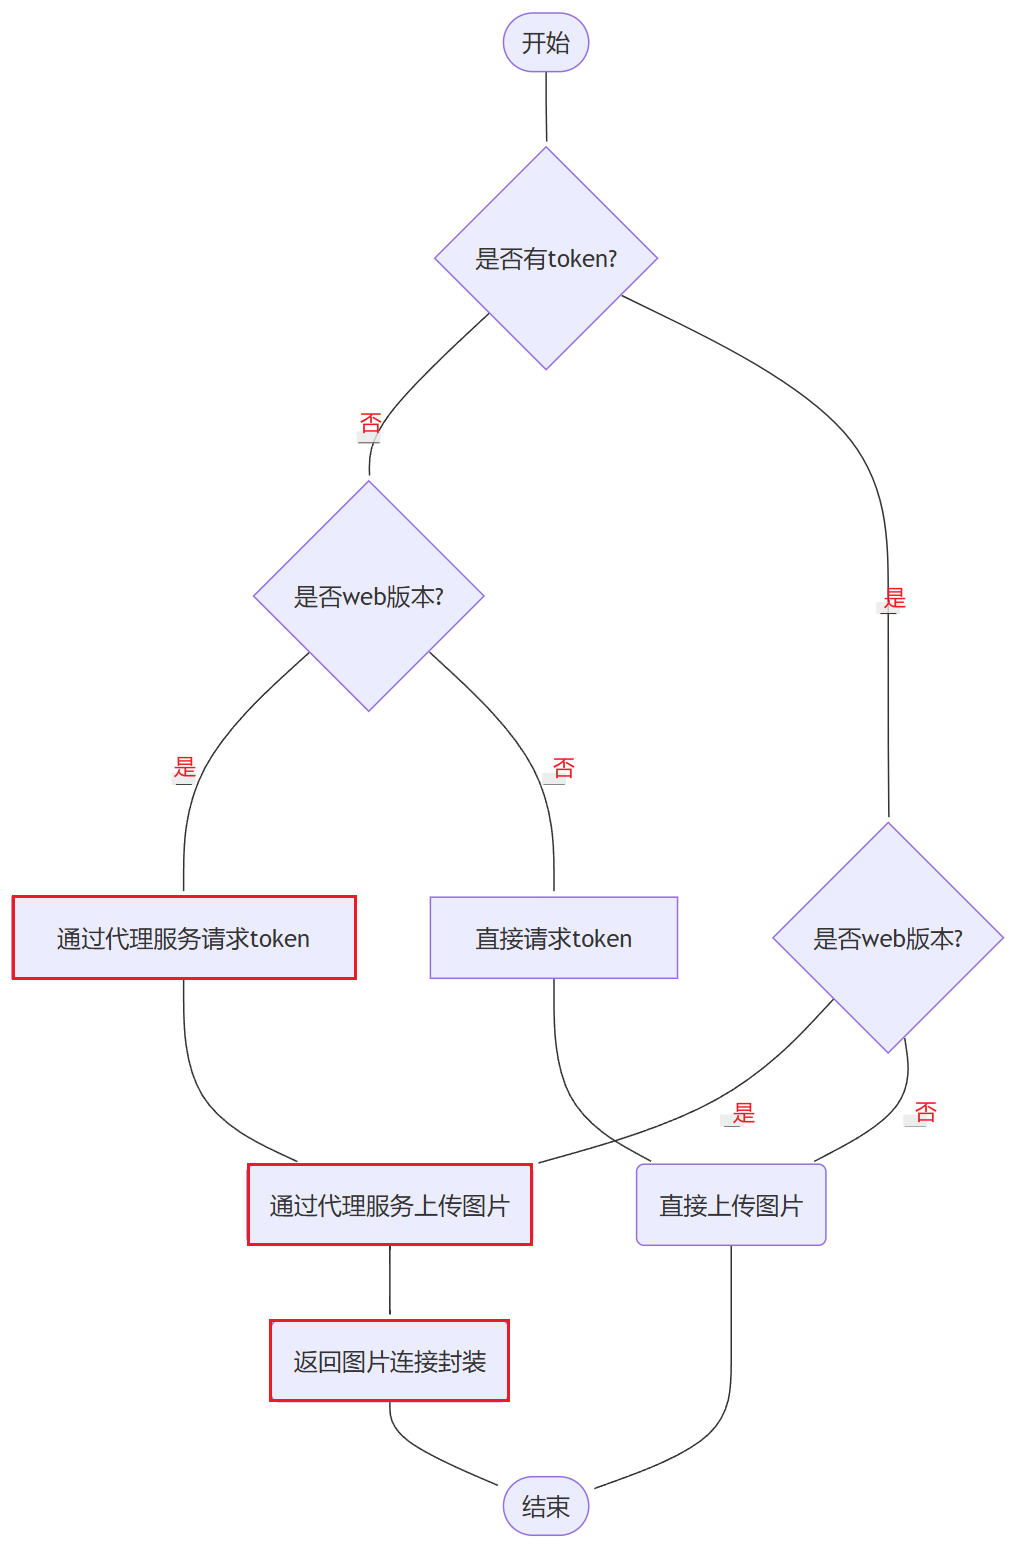 开始
是否有token?
否
是否web版本?
是
是
否
通过代理服务请求token
直接请求token
是否web版本?
是
否
通过代理服务上传图片
直接上传图片
返回图片连接封装
结束